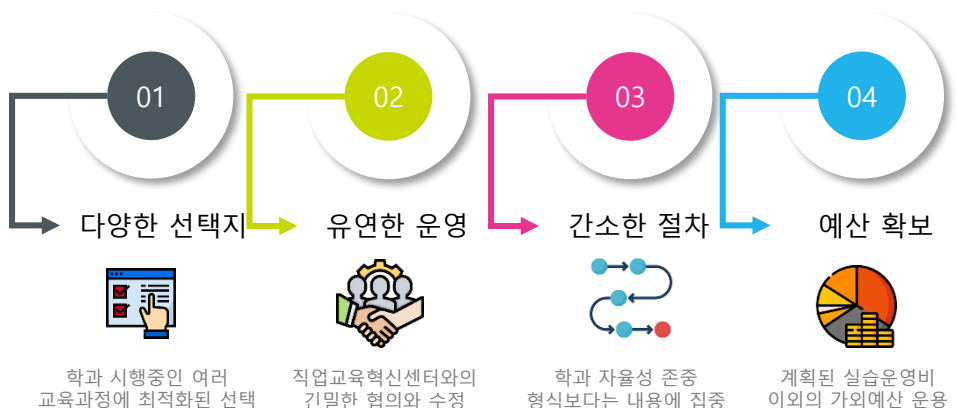 01
02
03
04
다양한 선택지
유연한 운영
간소한 절차
예산 확보
학과 시행중인 여러
교육과정에 최적화된 선택
직업교육혁신센터와의
긴밀한 협의와 수정
학과 자율성 존중
형식보다는 내용에 집중
계획된 실습운영비
이외의 가외예산 운용